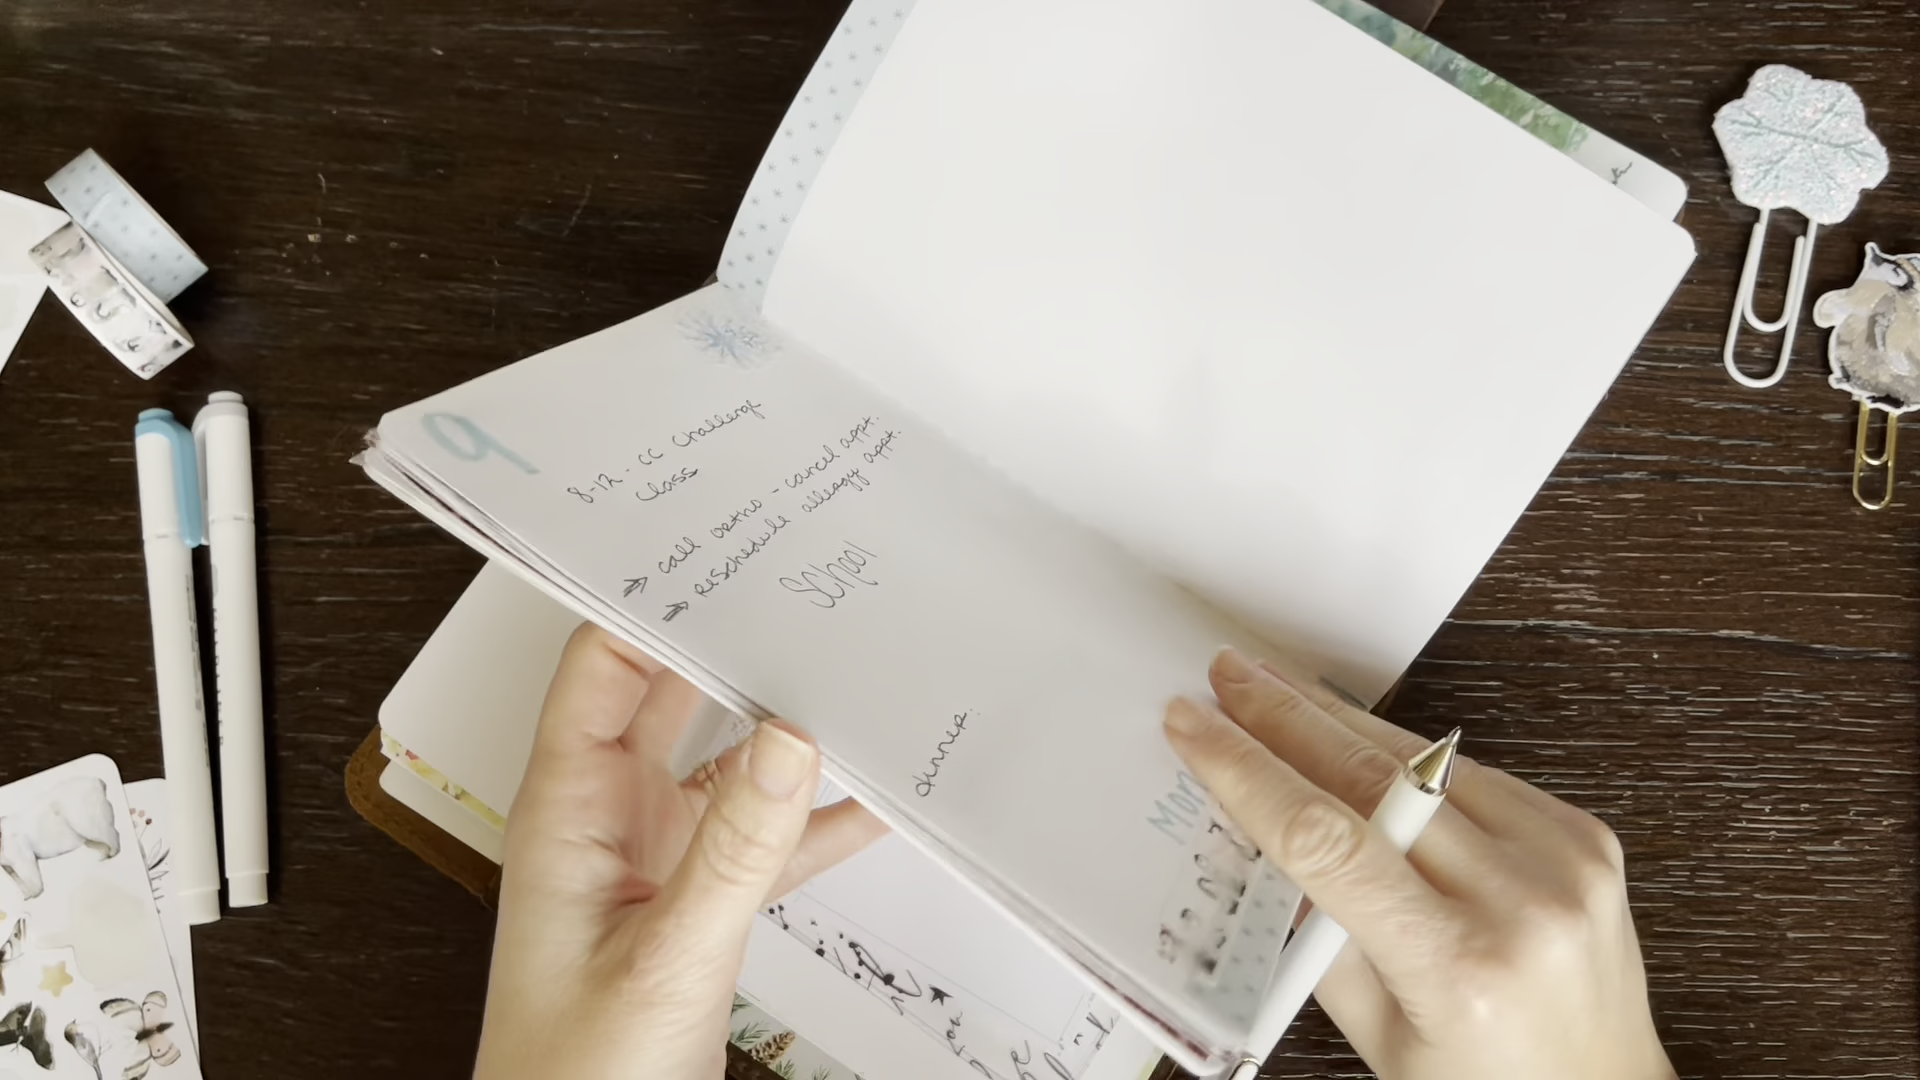 9
8-12 - CC Challenge
Class
call ortho - cancel appt.
reschedule allergy appt.
School
dinner:
Mon